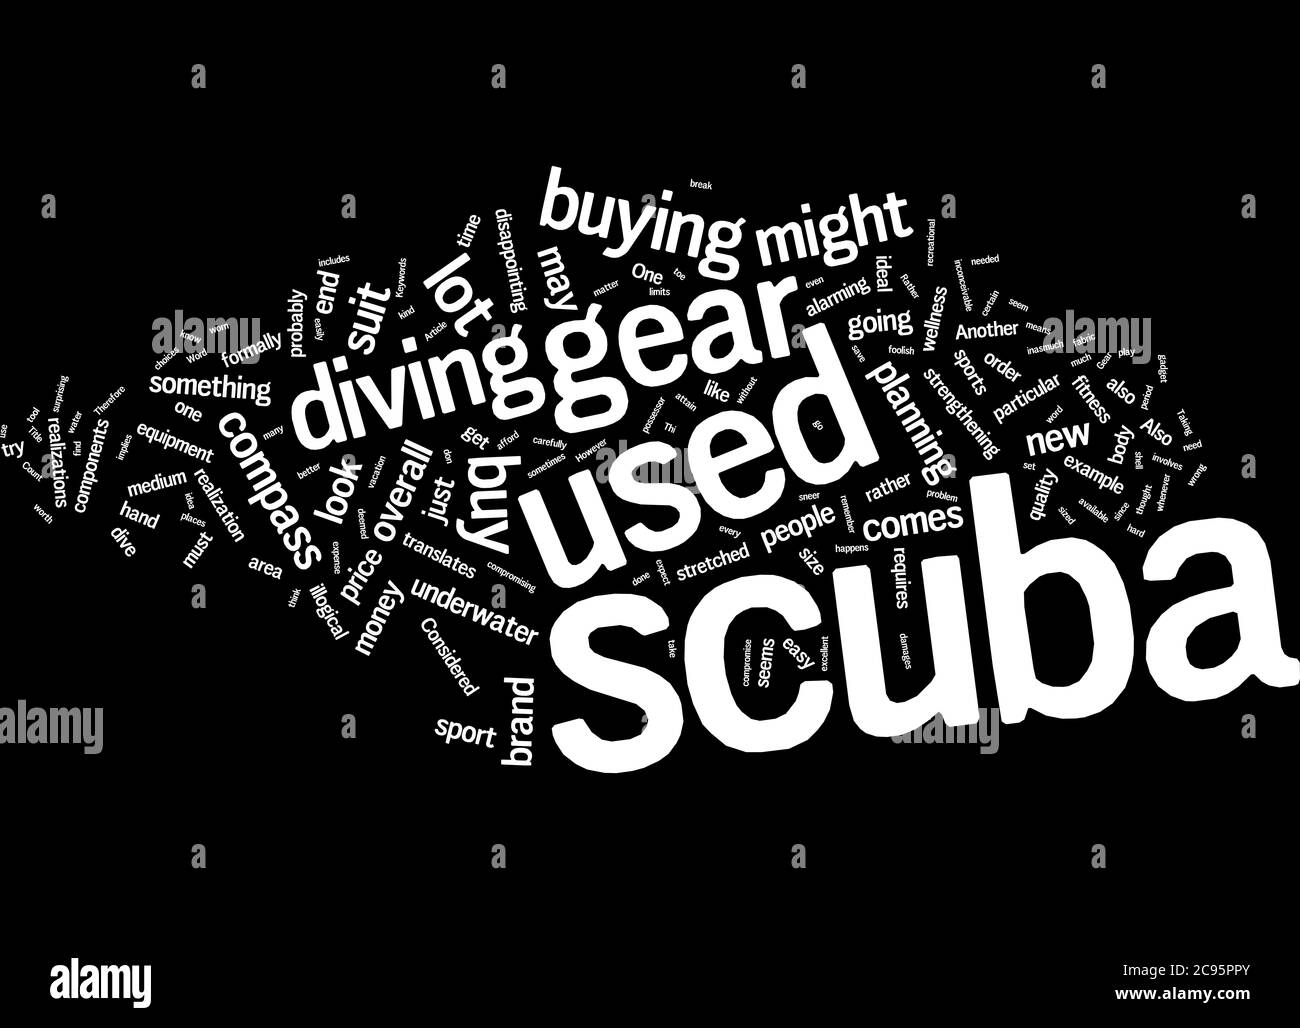 break
buying
might
time
disappointing
may
One
toe
limits
matter
even
alarming
ideal
Rather
recreational
inconceivable
needed
certain
seem
includes
Keywords
end
easily
probably
suit
kind
Article
lot
diving
gear
used
scuba
going
save
foolish
wellness
Another
means
inasmuch
fabric
much
Gear
play
gadget
period
sports
order
planning
strengthening
particular
fitness
also
Also
Taking
need
wrong
know
worn
choices
Word
formally
something
one
many
surprising
tool
Title
use
try
Count
worth
realizations
water
find
Therefore
components
implies
equipment
compass
better
look
vacation
overall
don
get
afford
carefully
sometimes
However
possessor
Thi
attain
like
without
go
word
new
body
shell
involves
whenever
thought
since
example
set
quality
sized
available
hard
medium
idea
places
realization
hand
dive
must
area
think
deemed
expense
illogical
price
money
just
buy
translates
compromising
underwater
Considered
sport
brand
done
expect
every
stretched
people
sneer
remember
rather
problem
comes
size
happens
requires
damages
take
compromise
seems
easy
excellent
a a a a
a a a a a
alamy a alamy
a a a a
alamy a alamy a
a a a a
alamy
Image ID: 2C95PPY
www.alamy.com